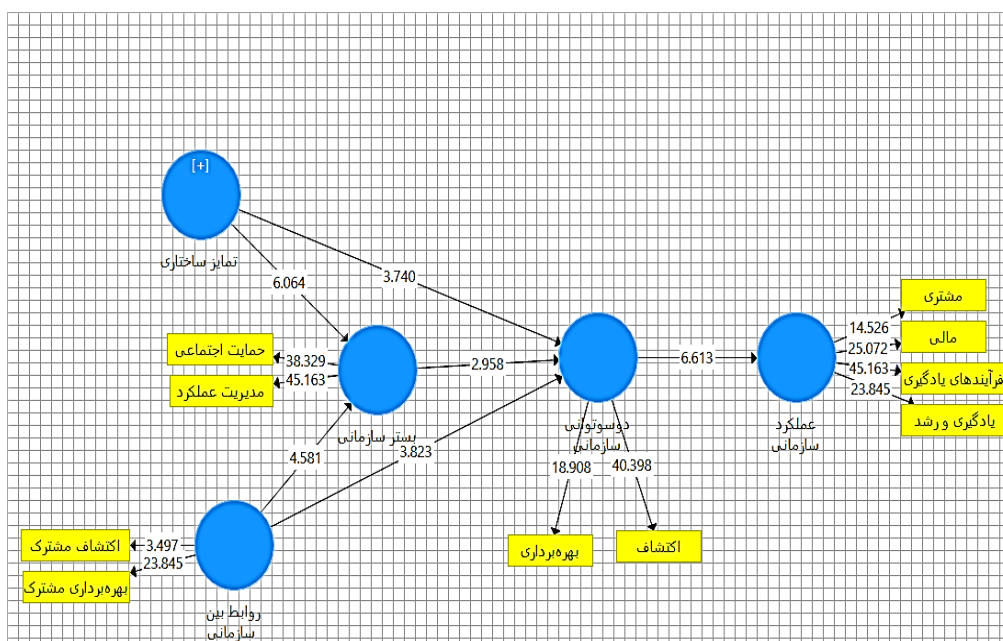 [+]
تمایز ساختاری
6.064
3.740
حمایت اجتماعی
38.329
مدیریت عملکرد
45.163
بستر سازمانی
2.958
4.581
3.823
اکتشاف مشترک
3.497
23.845
بهره‌برداری مشترک
روابط بین
سازمانی
دوسوتوانی
سازمانی
18.908
40.398
بهره‌برداری
اکتشاف
6.613
عملکرد
سازمانی
مشتری
14.526
مالی
25.072
فرآیندهای یادگیری
45.163
23.845
یادگیری و رشد